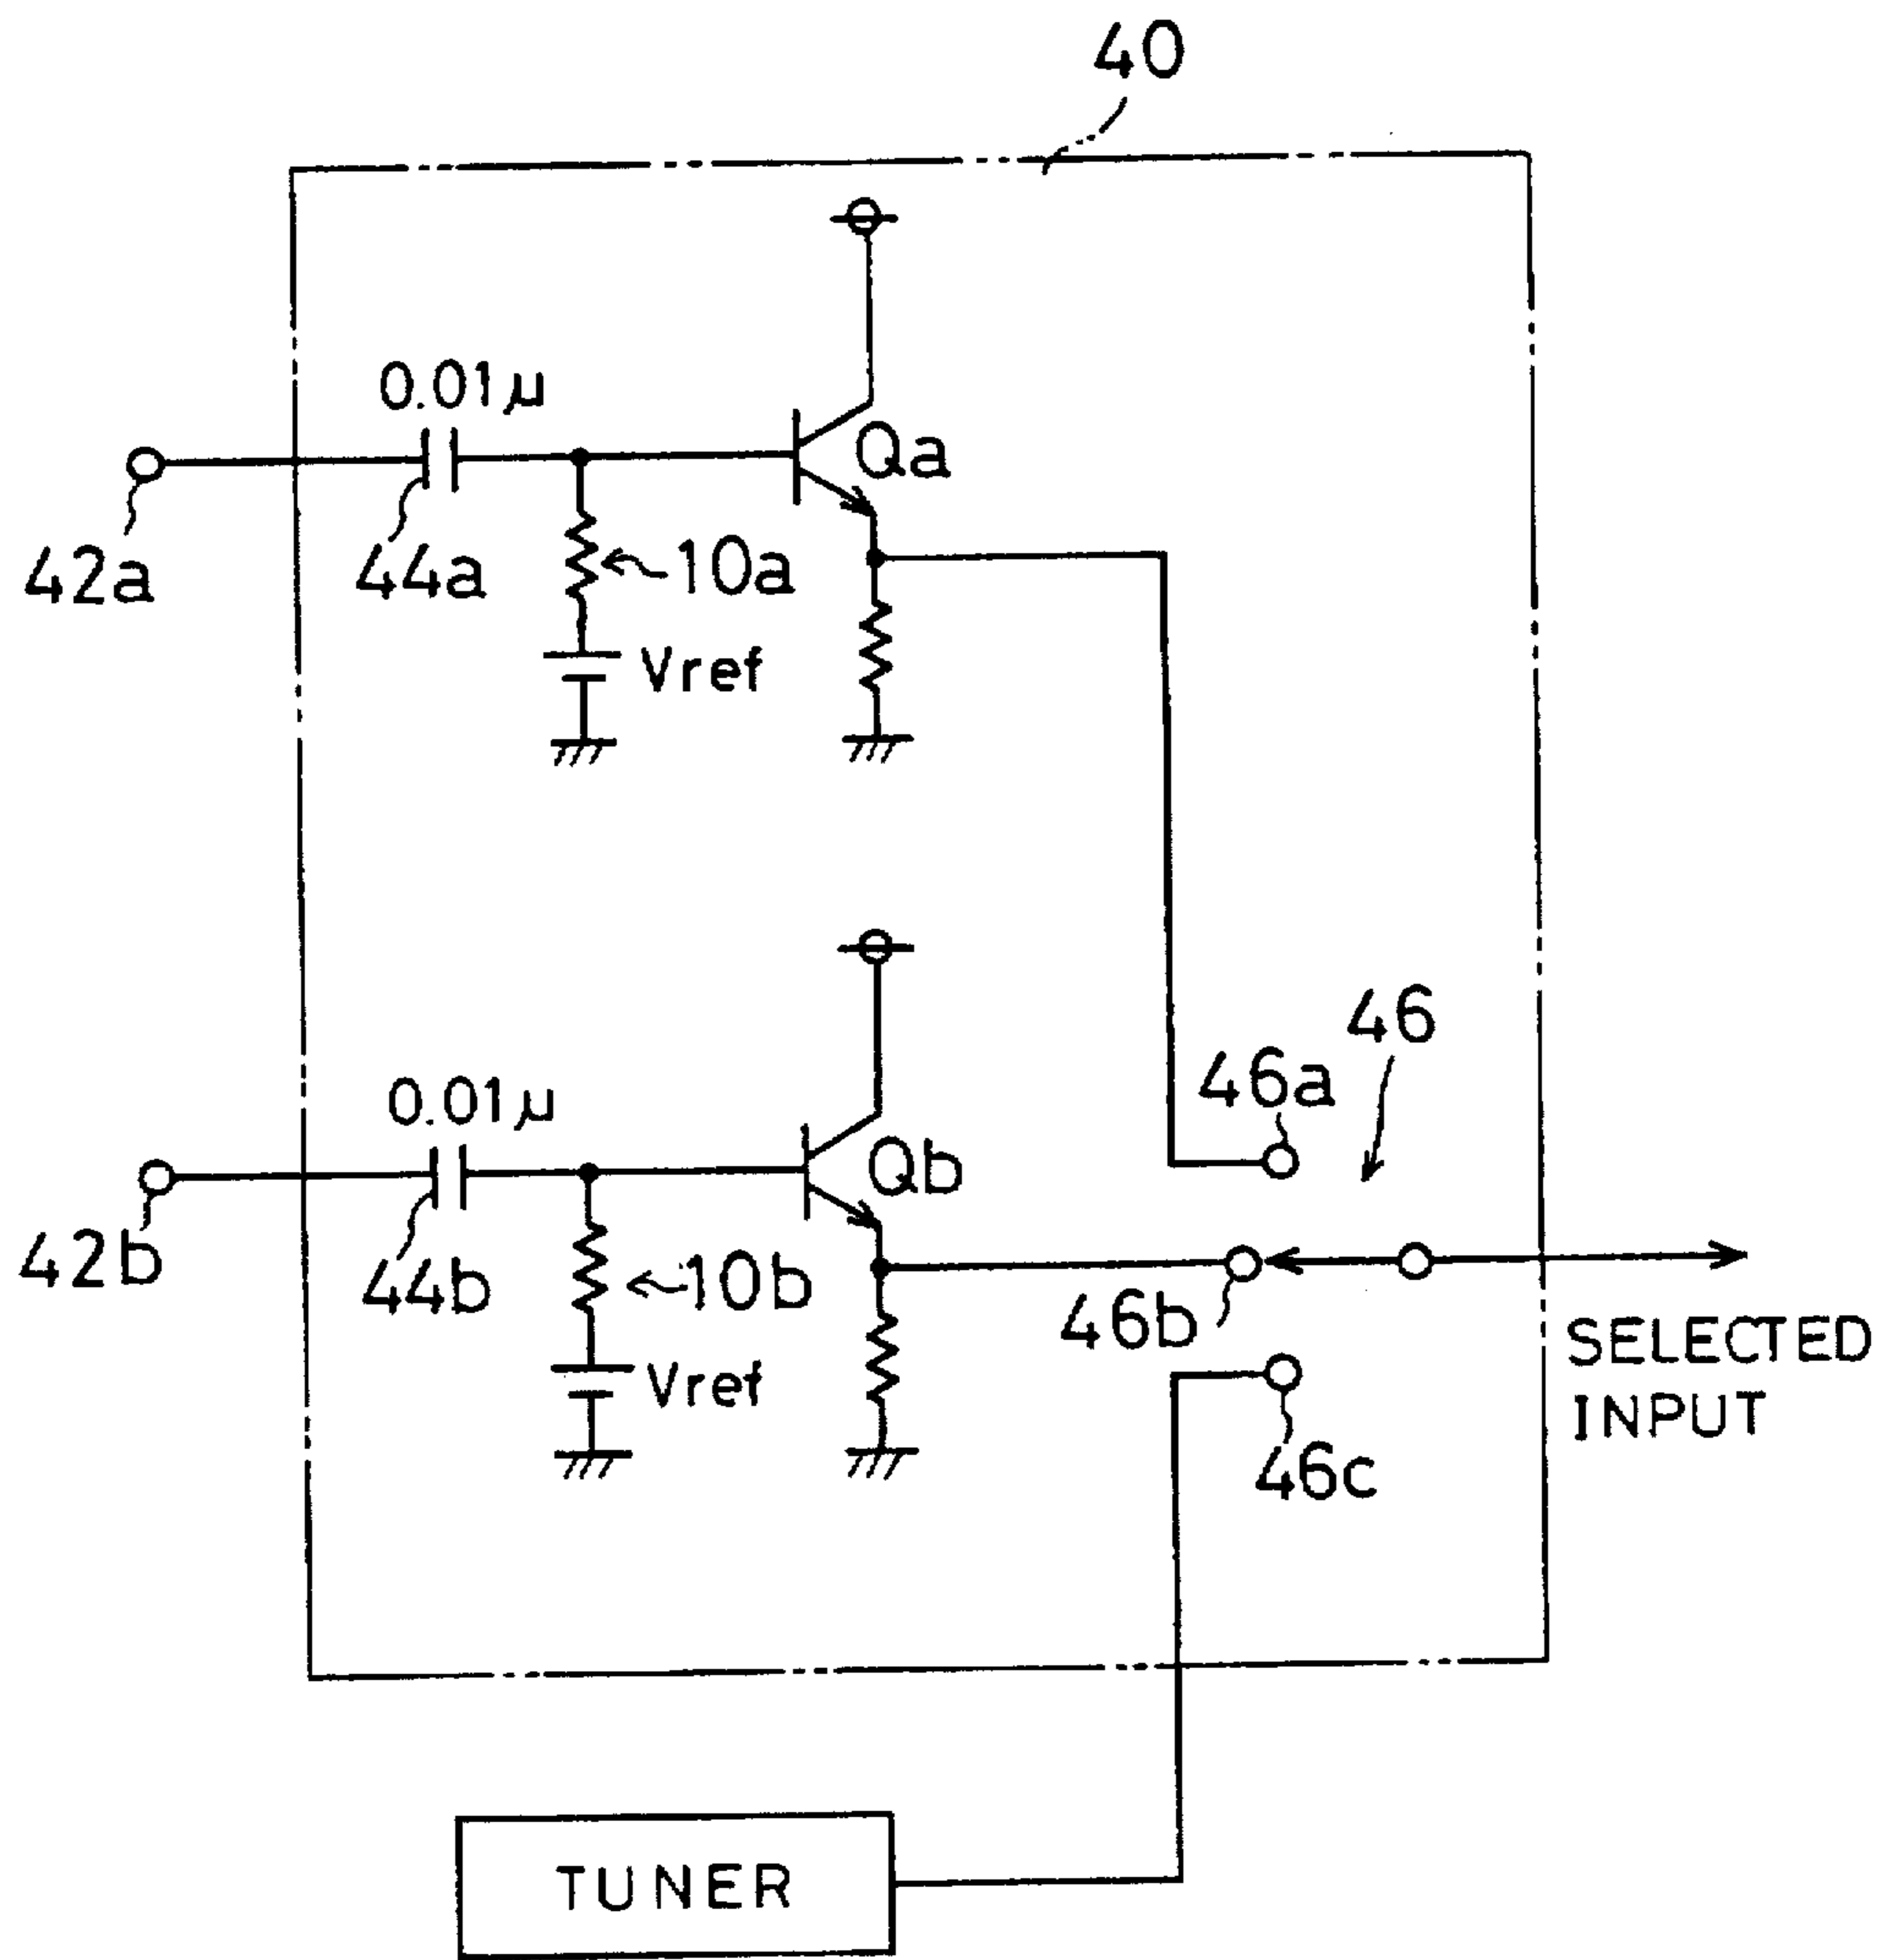 40
0.01µ
Qa
42a
44a
10a
Vref
46
46a
0.01µ
Qb
42b
44b
10b
46b
Vref
SELECTED
INPUT
46c
TUNER